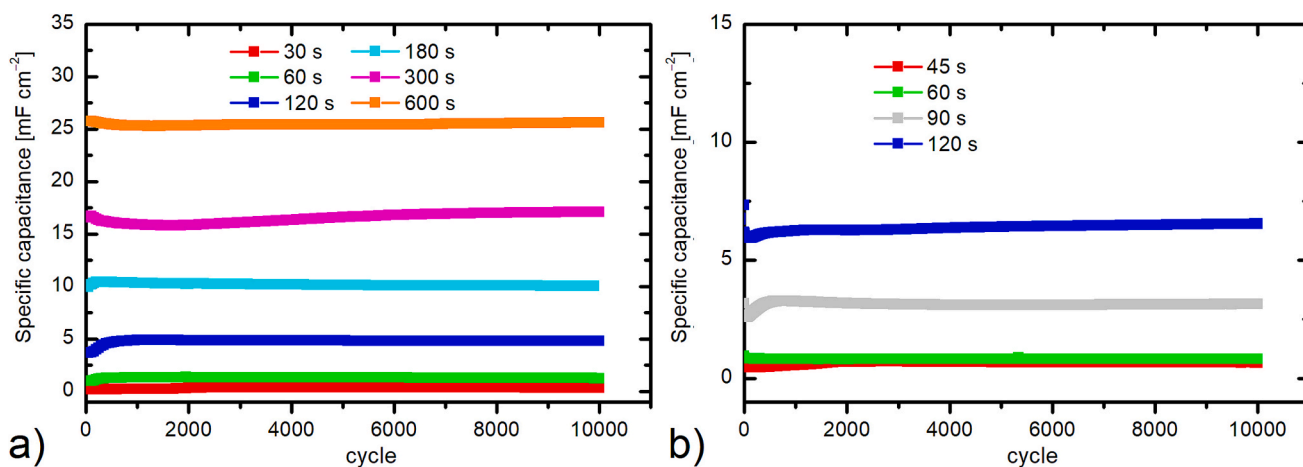 35
30
25
20
15
10
5
0
Specific capacitance [mF cm⁻²]
30 s
60 s
120 s
180 s
300 s
600 s
0 2000 4000 6000 8000 10000
cycle
a)
15
10
5
0
Specific capacitance [mF cm⁻²]
45 s
60 s
90 s
120 s
0 2000 4000 6000 8000 10000
cycle
b)